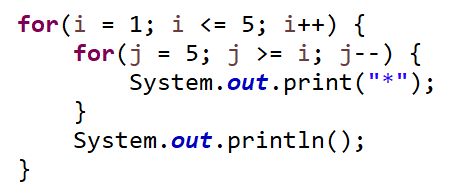 for(i = 1; i <= 5; i++) {
    for(j = 5; j >= i; j--) {
        System.out.print("*");
    }
    System.out.println();
}